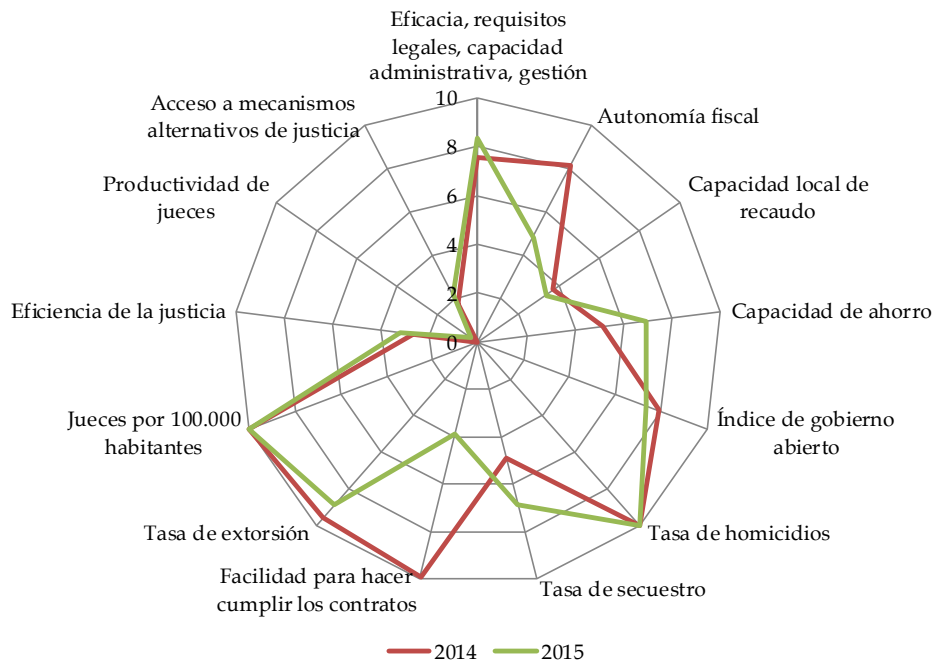 Eficacia, requisitos
legales, capacidad
administrativa, gestión
Autonomía fiscal
Capacidad local de
recaudo
Capacidad de ahorro
Índice de gobierno
abierto
Tasa de homicidios
Tasa de secuestro
Facilidad para hacer
cumplir los contratos
Tasa de extorsión
Jueces por 100.000
habitantes
Eficiencia de la justicia
Productividad de
jueces
Acceso a mecanismos
alternativos de justicia
10
8
6
4
2
0
2014
2015